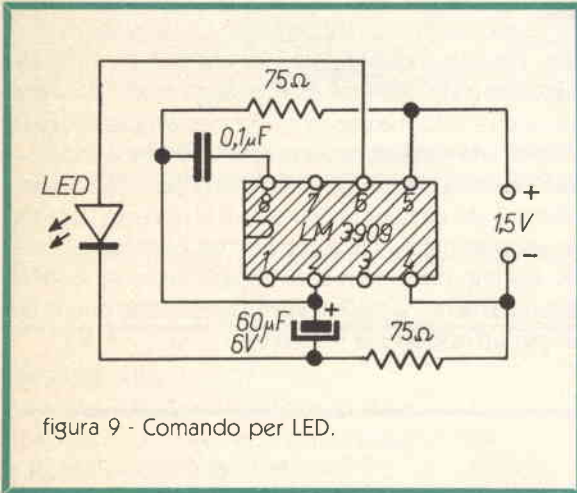 75Ω
0,1µF
LED
8 7 6 5
LM 3909
+
1,5V
-
1 2 3 4
+
60µF
6V
75Ω
figura 9 - Comando per LED.